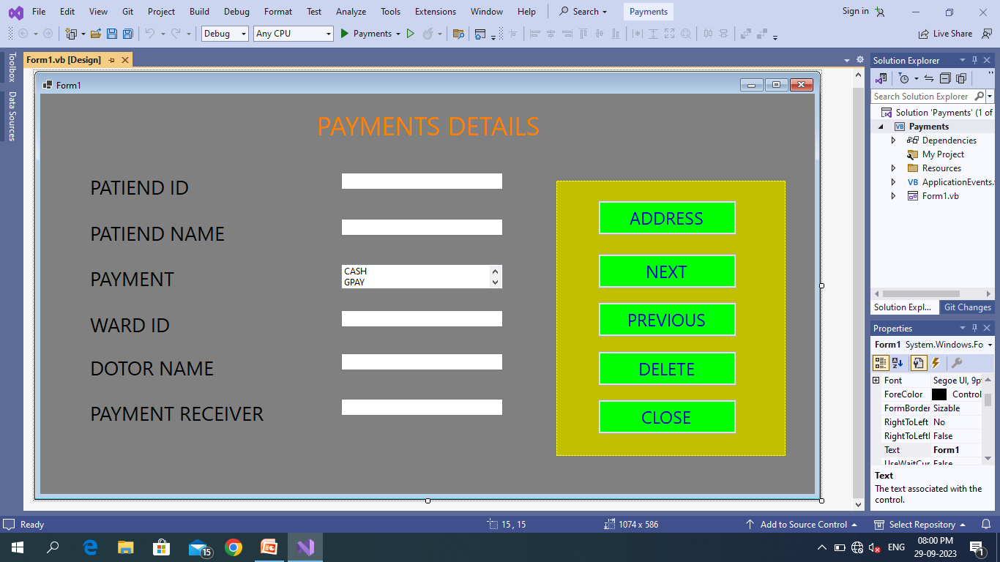 File Edit View Git Project Build Debug Format Test Analyze Tools Extensions Window Help Search Payments Sign in
Debug Any CPU Payments Live Share
Toolbox
Data Sources
Form1.vb [Design]
Form1
PAYMENTS DETAILS
PATIEND ID
PATIEND NAME
PAYMENT
CASH
GPAY
WARD ID
DOTOR NAME
PAYMENT RECEIVER
ADDRESS
NEXT
PREVIOUS
DELETE
CLOSE
Solution Explorer
Search Solution Explorer
Solution 'Payments' (1 of
VB Payments
Dependencies
My Project
Resources
VB ApplicationEvents.
Form1.vb
Solution Expl... Git Changes
Properties
Form1 System.Windows.Fo
Font Segoe UI, 9p
ForeColor Control
FormBorder Sizable
RightToLeft No
RightToLeftl False
Text Form1
UseWaitCur False
Text
The text associated with the
control.
Ready 15 , 15 1074 x 586 Add to Source Control Select Repository
15 ENG 08:00 PM
29-09-2023 1